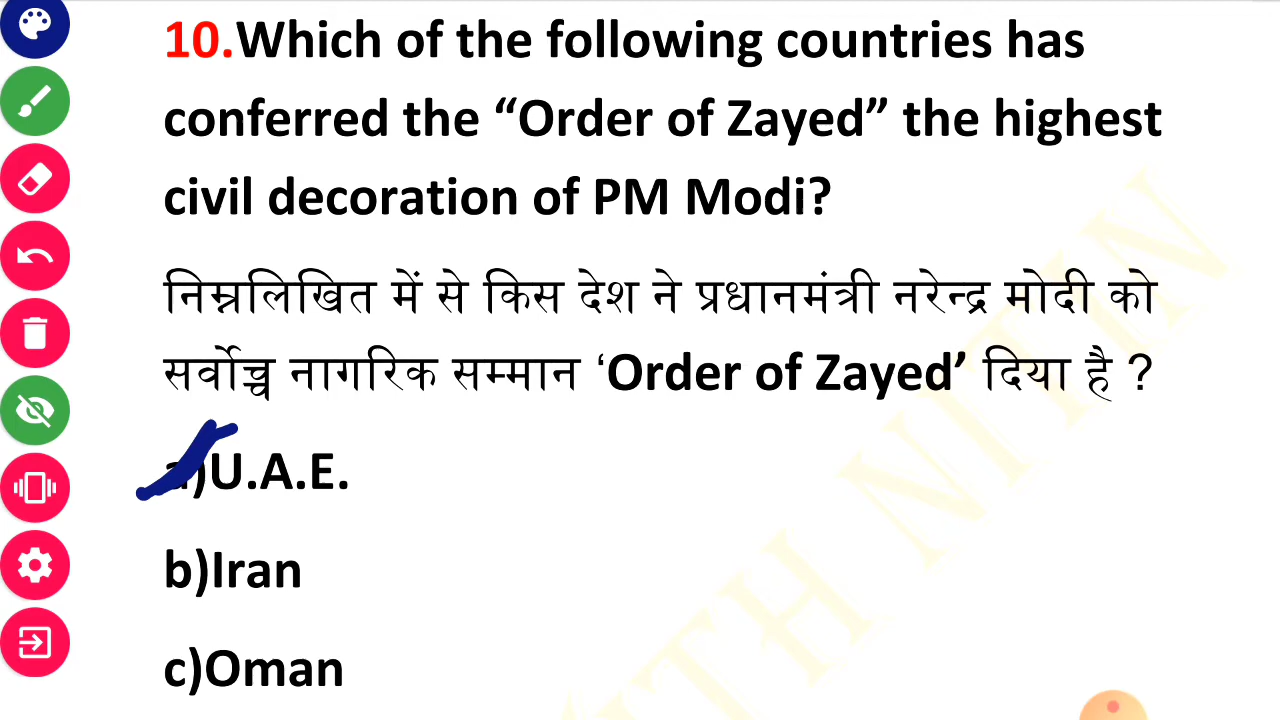 10.Which of the following countries has
conferred the “Order of Zayed” the highest
civil decoration of PM Modi?
निम्नलिखित में से किस देश ने प्रधानमंत्री नरेन्द्र मोदी को
सर्वोच्च नागरिक सम्मान ‘Order of Zayed’ दिया है ?
a)U.A.E.
b)Iran
c)Oman
NITIN